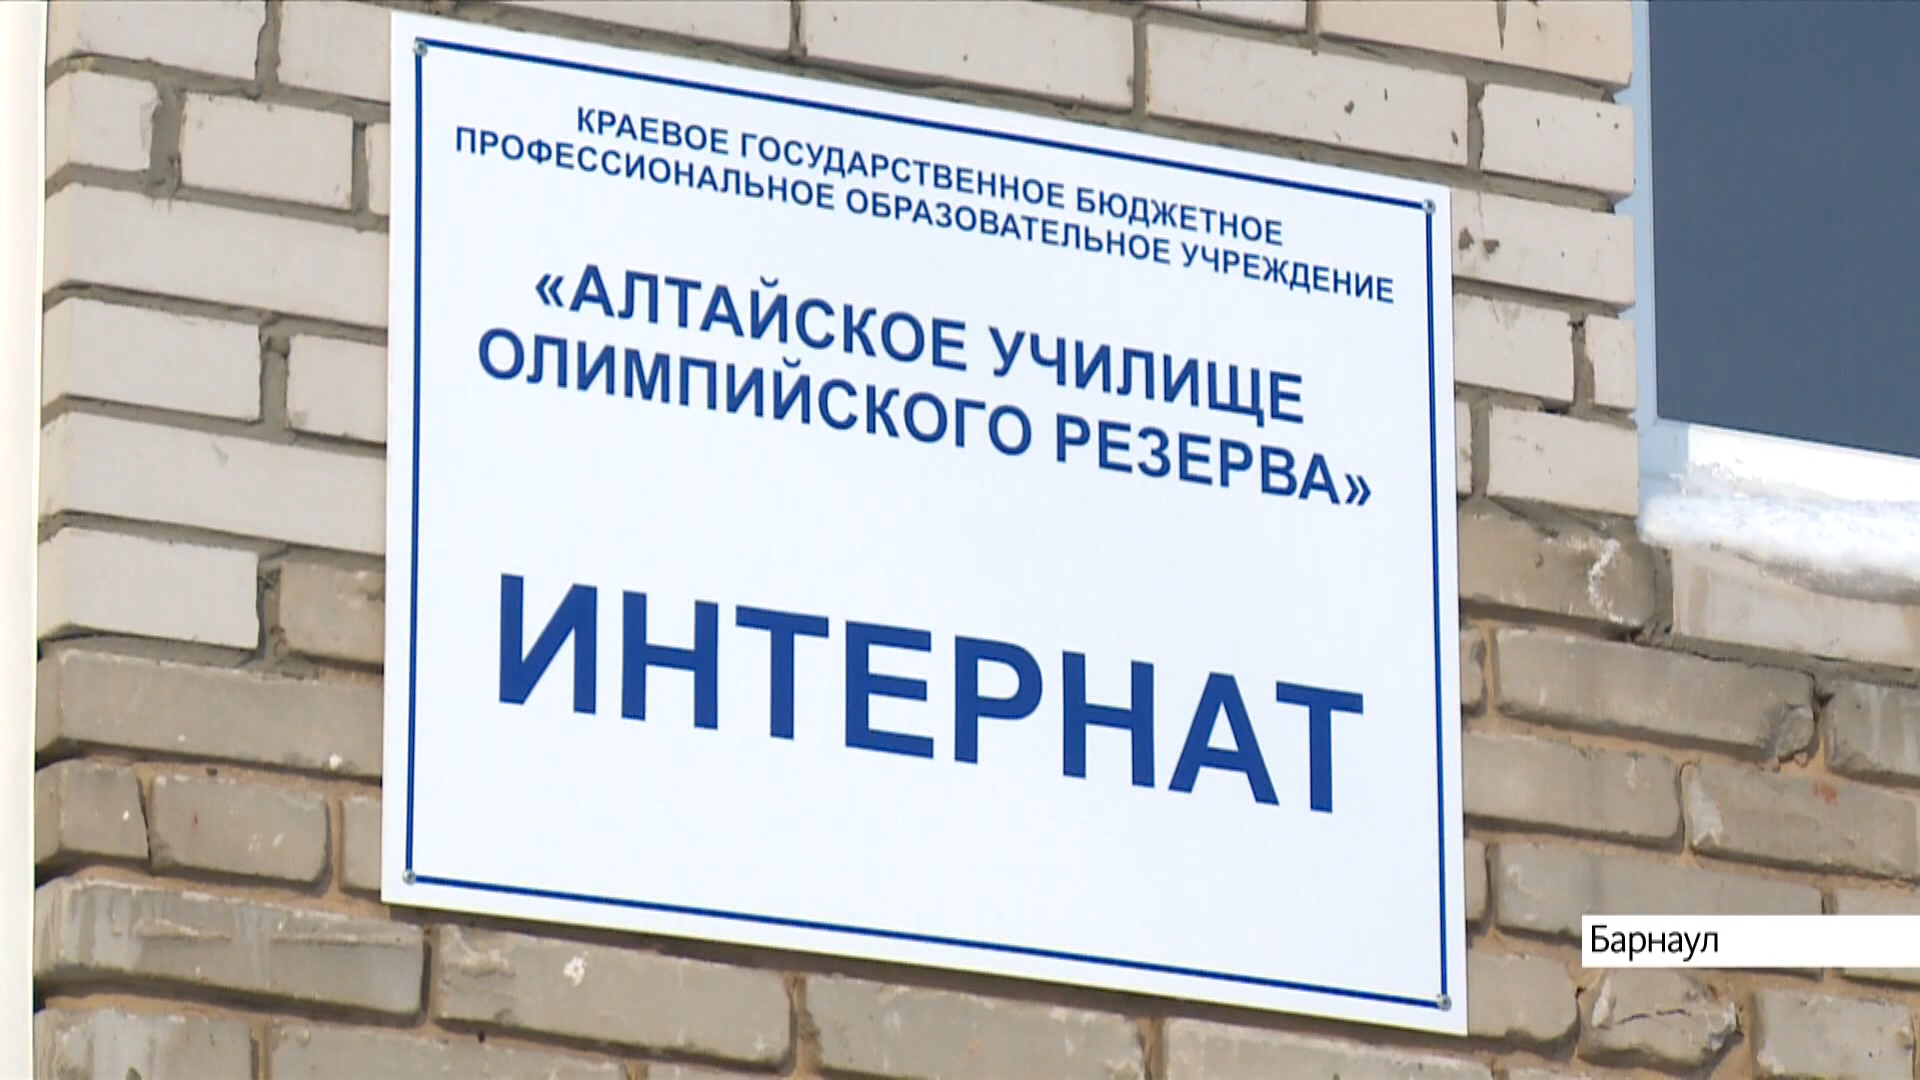 КРАЕВОЕ ГОСУДАРСТВЕННОЕ БЮДЖЕТНОЕ
ПРОФЕССИОНАЛЬНОЕ ОБРАЗОВАТЕЛЬНОЕ УЧРЕЖДЕНИЕ
«АЛТАЙСКОЕ УЧИЛИЩЕ
ОЛИМПИЙСКОГО РЕЗЕРВА»
ИНТЕРНАТ
Барнаул